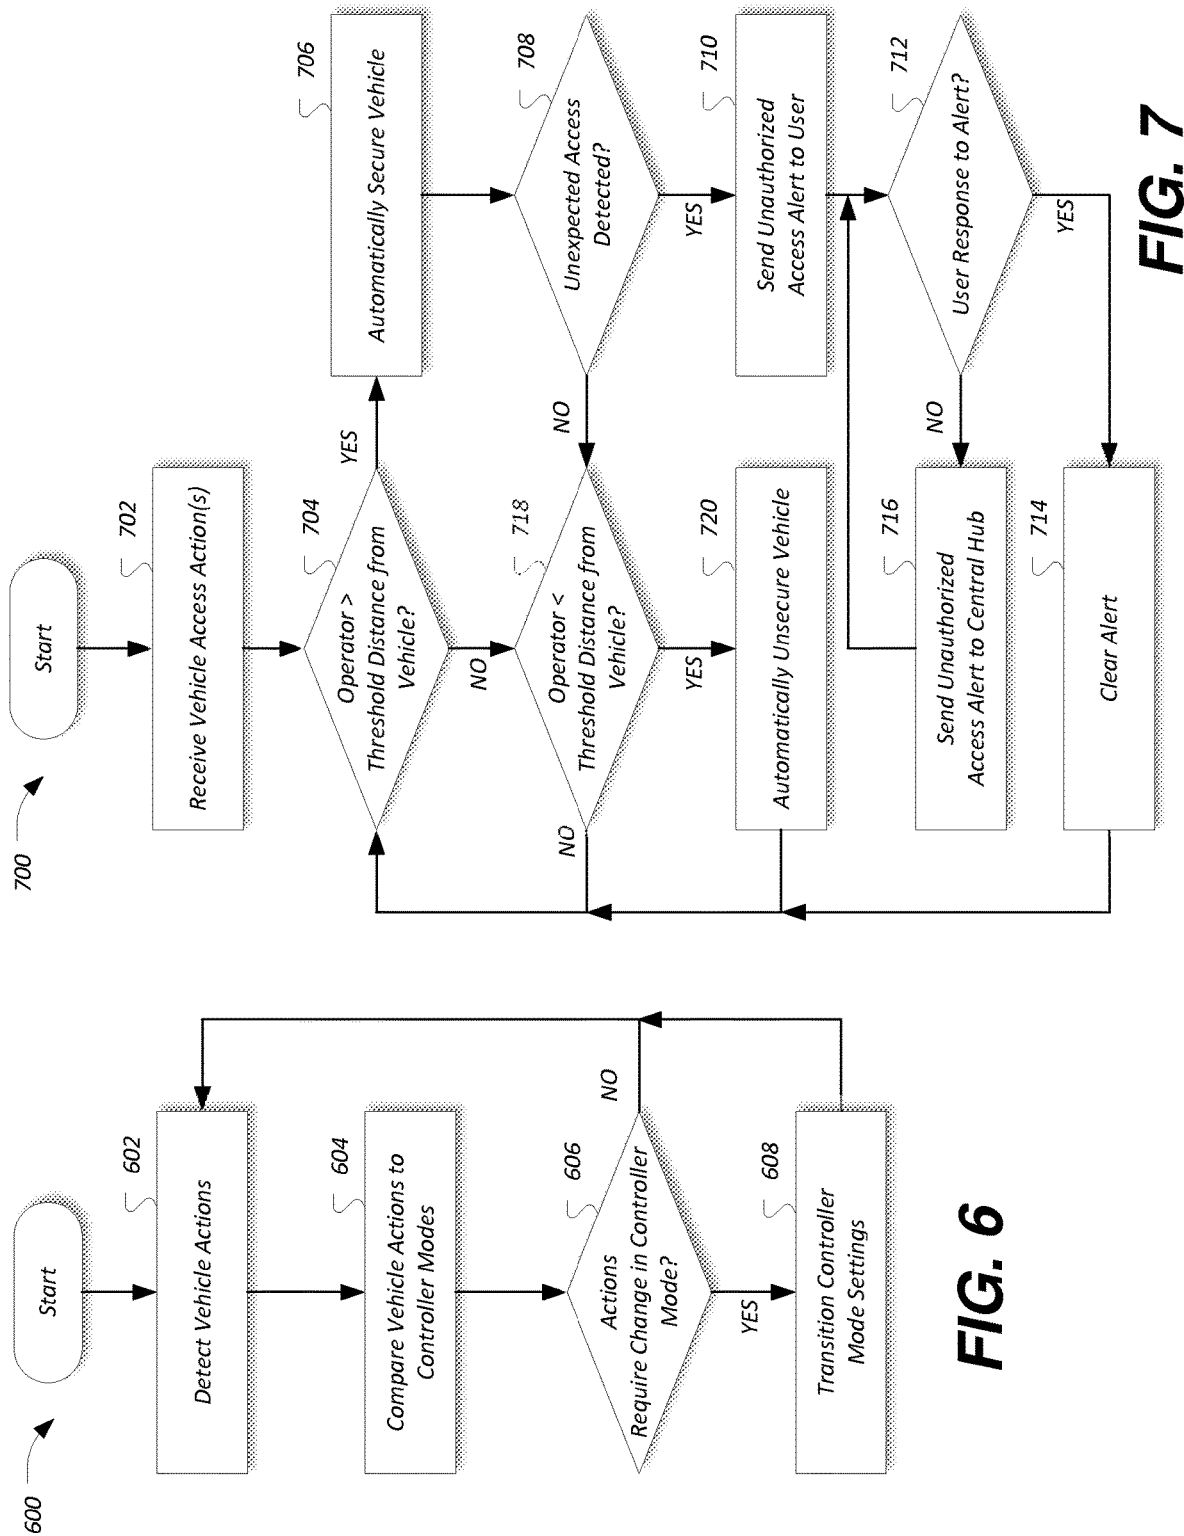 600
Start
602
Detect Vehicle Actions
604
Compare Vehicle Actions to
Controller Modes
606
Actions
Require Change in Controller
Mode?
NO
YES
608
Transition Controller
Mode Settings
FIG. 6
700
Start
702
Receive Vehicle Access Action(s)
704
Operator >
Threshold Distance from
Vehicle?
YES
NO
706
Automatically Secure Vehicle
708
Unexpected Access
Detected?
NO
YES
718
Operator <
Threshold Distance from
Vehicle?
NO
YES
710
Send Unauthorized
Access Alert to User
720
Automatically Unsecure Vehicle
712
User Response to Alert?
NO
YES
716
Send Unauthorized
Access Alert to Central Hub
714
Clear Alert
FIG. 7